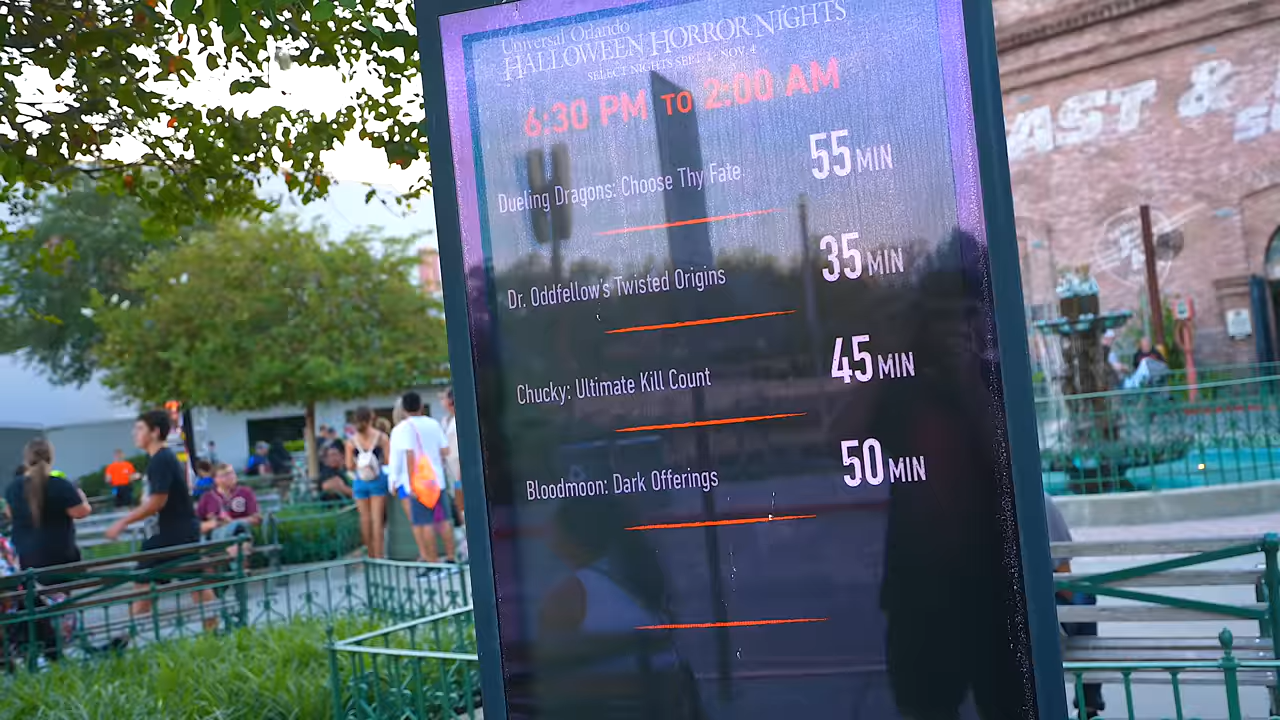 Universal Orlando
HALLOWEEN HORROR NIGHTS
SELECT NIGHTS SEPT. 1 - NOV. 4
6:30 PM TO 2:00 AM
Dueling Dragons: Choose Thy Fate 55 MIN
Dr. Oddfellow's Twisted Origins 35 MIN
Chucky: Ultimate Kill Count 45 MIN
Bloodmoon: Dark Offerings 50 MIN
AST &